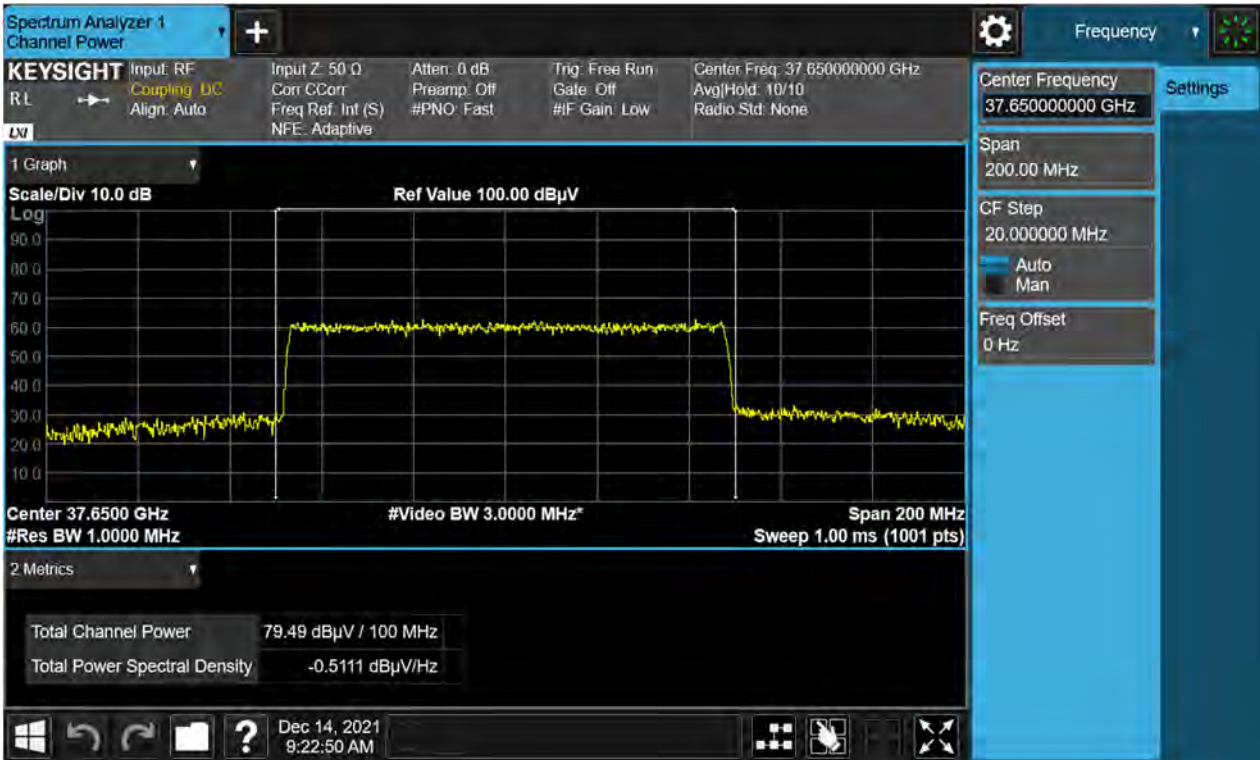 Spectrum Analyzer 1
Channel Power
Frequency
KEYSIGHT
RL
LXI
Input: RF
Coupling: DC
Align: Auto
Input Z: 50 Ω
Corr CCorr
Freq Ref: Int (S)
NFE: Adaptive
Atten: 0 dB
Preamp: Off
#PNO: Fast
Trig: Free Run
Gate: Off
#IF Gain: Low
Center Freq: 37.650000000 GHz
Avg|Hold: 10/10
Radio Std: None
Center Frequency
37.650000000 GHz
Settings
Span
200.00 MHz
CF Step
20.000000 MHz
Auto
Man
Freq Offset
0 Hz
1 Graph
Scale/Div 10.0 dB
Ref Value 100.00 dBµV
Log
90.0
80.0
70.0
60.0
50.0
40.0
30.0
20.0
10.0
Center 37.6500 GHz
#Video BW 3.0000 MHz*
Span 200 MHz
#Res BW 1.0000 MHz
Sweep 1.00 ms (1001 pts)
2 Metrics
Total Channel Power 79.49 dBµV / 100 MHz
Total Power Spectral Density -0.5111 dBµV/Hz
?
Dec 14, 2021
9:22:50 AM